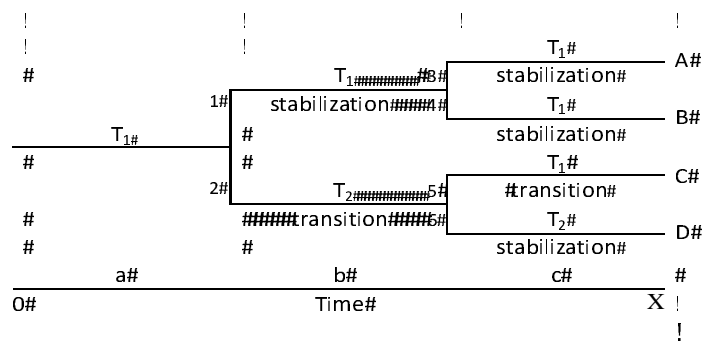 ! ! ! !
! !
T1# A#
# T1##########3# stabilization#
1# stabilization#####4# T1# B#
T1# # stabilization#
# # T1# C#
2# T2##########5# #transition#
# #######transition#####6# T2# D#
# # stabilization#
a# b# c# #
0# Time# X !
!